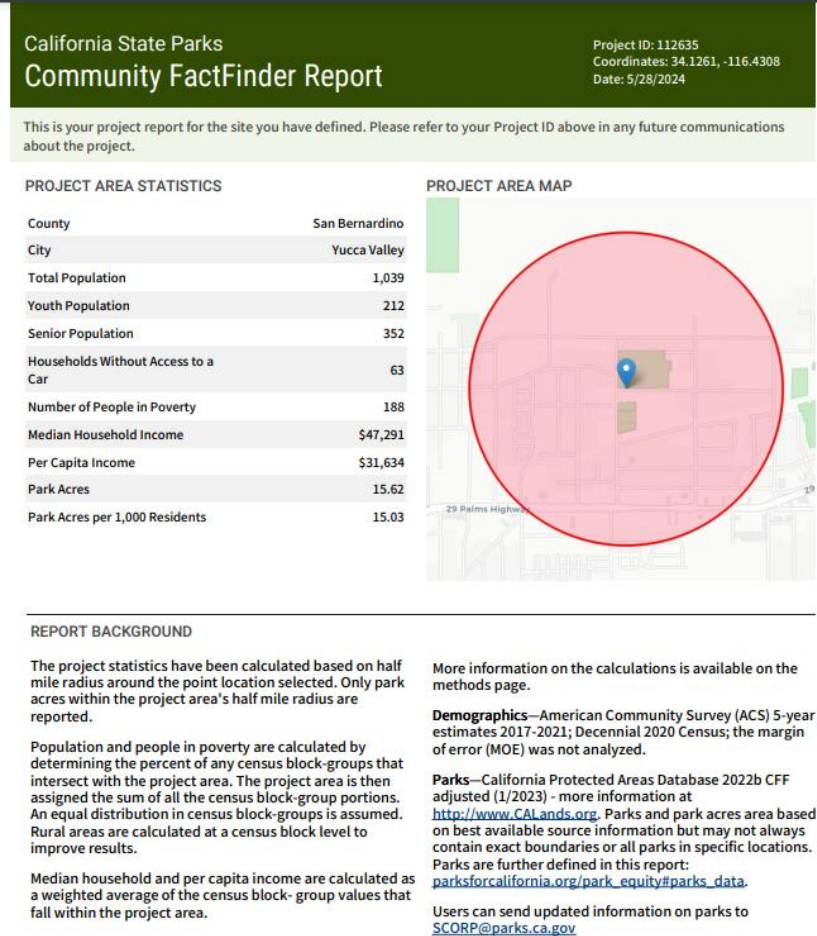 California State Parks
Community FactFinder Report
Project ID: 112635
Coordinates: 34.1261, -116.4308
Date: 5/28/2024
This is your project report for the site you have defined. Please refer to your Project ID above in any future communications
about the project.
PROJECT AREA STATISTICS
County San Bernardino
City Yucca Valley
Total Population 1,039
Youth Population 212
Senior Population 352
Households Without Access to a
Car 63
Number of People in Poverty 188
Median Household Income $47,291
Per Capita Income $31,634
Park Acres 15.62
Park Acres per 1,000 Residents 15.03
PROJECT AREA MAP
29 Palms Highway
29
REPORT BACKGROUND
The project statistics have been calculated based on half
mile radius around the point location selected. Only park
acres within the project area's half mile radius are
reported.
Population and people in poverty are calculated by
determining the percent of any census block-groups that
intersect with the project area. The project area is then
assigned the sum of all the census block-group portions.
An equal distribution in census block-groups is assumed.
Rural areas are calculated at a census block level to
improve results.
Median household and per capita income are calculated as
a weighted average of the census block- group values that
fall within the project area.
More information on the calculations is available on the
methods page.
Demographics—American Community Survey (ACS) 5-year
estimates 2017-2021; Decennial 2020 Census; the margin
of error (MOE) was not analyzed.
Parks—California Protected Areas Database 2022b CFF
adjusted (1/2023) - more information at
http://www.CALands.org. Parks and park acres area based
on best available source information but may not always
contain exact boundaries or all parks in specific locations.
Parks are further defined in this report:
parksforcalifornia.org/park_equity#parks_data.
Users can send updated information on parks to
SCORP@parks.ca.gov